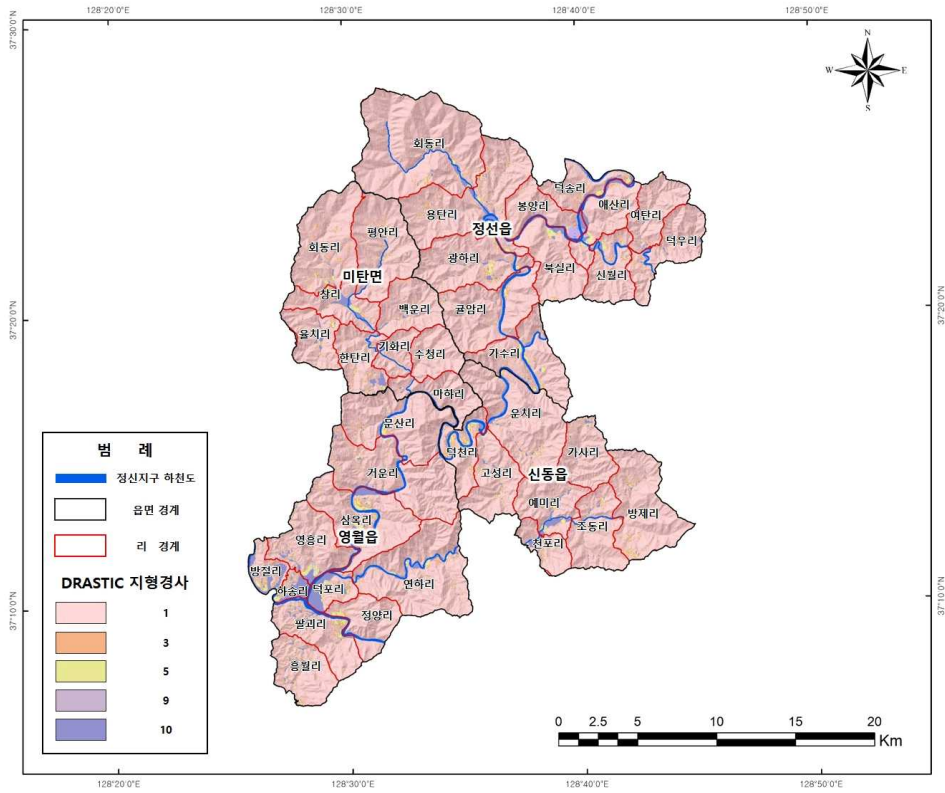 128°20'0"E 128°30'0"E 128°40'0"E 128°50'0"E
37°30'0"N
N
W E
S
회동리
덕송리
봉양리 애산리
용탄리 여탄리
정선읍
평안리 덕우리
회동리
광하리 북실리
미탄면 신월리
창리
백운리 귤암리
율치리
기화리
한탄리 수청리 가수리
37°20'0"N 37°20'0"N
마하리
운치리
문산리
덕천리 가사리
거운리 고성리 신동읍
예미리 방제리
삼옥리 조동리
영흥리 영월읍 천포리
방절리
하송리 덕포리 연하리
정양리
팔괴리
흥월리
37°10'0"N 37°10'0"N
범 례
정신지구 하천도
읍면 경계
리 경계
DRASTIC 지형경사
1
3
5
9
10
0 2.5 5 10 15 20
Km
128°20'0"E 128°30'0"E 128°40'0"E 128°50'0"E